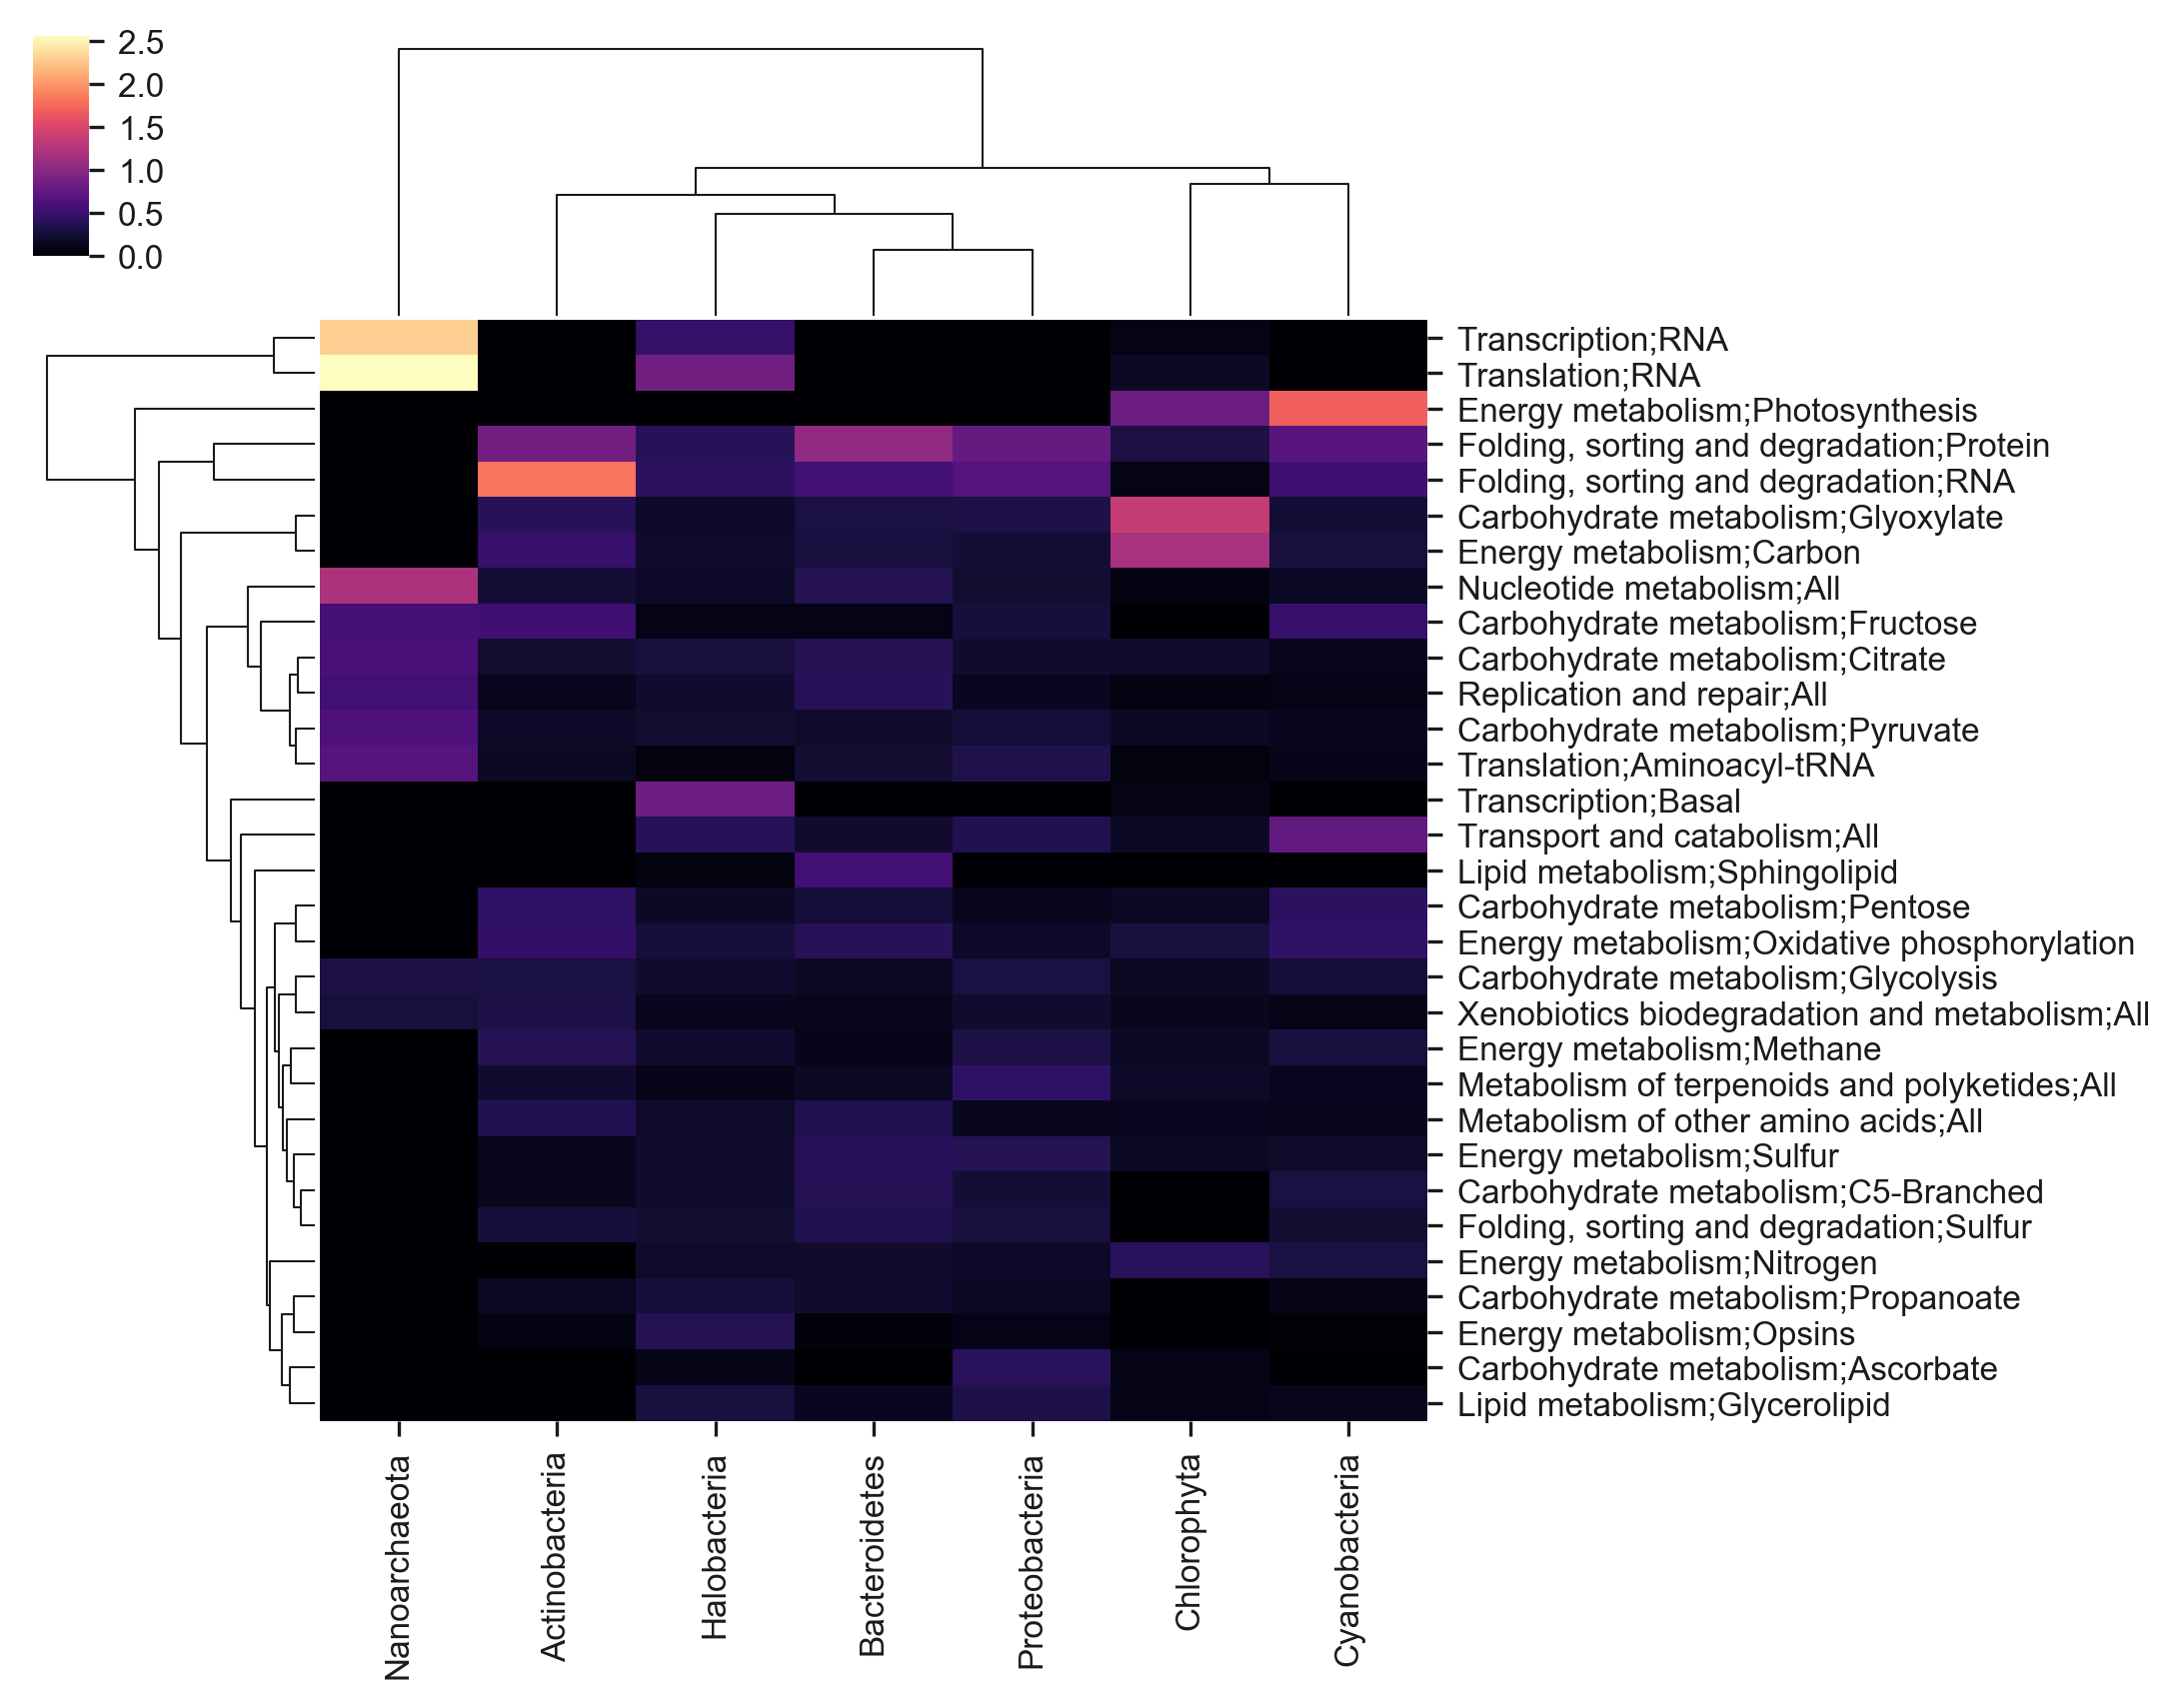 2.5
2.0
1.5
1.0
0.5
0.0
Transcription;RNA
Translation;RNA
Energy metabolism;Photosynthesis
Folding, sorting and degradation;Protein
Folding, sorting and degradation;RNA
Carbohydrate metabolism;Glyoxylate
Energy metabolism;Carbon
Nucleotide metabolism;All
Carbohydrate metabolism;Fructose
Carbohydrate metabolism;Citrate
Replication and repair;All
Carbohydrate metabolism;Pyruvate
Translation;Aminoacyl-tRNA
Transcription;Basal
Transport and catabolism;All
Lipid metabolism;Sphingolipid
Carbohydrate metabolism;Pentose
Energy metabolism;Oxidative phosphorylation
Carbohydrate metabolism;Glycolysis
Xenobiotics biodegradation and metabolism;All
Energy metabolism;Methane
Metabolism of terpenoids and polyketides;All
Metabolism of other amino acids;All
Energy metabolism;Sulfur
Carbohydrate metabolism;C5-Branched
Folding, sorting and degradation;Sulfur
Energy metabolism;Nitrogen
Carbohydrate metabolism;Propanoate
Energy metabolism;Opsins
Carbohydrate metabolism;Ascorbate
Lipid metabolism;Glycerolipid
Nanoarchaeota
Actinobacteria
Halobacteria
Bacteroidetes
Proteobacteria
Chlorophyta
Cyanobacteria